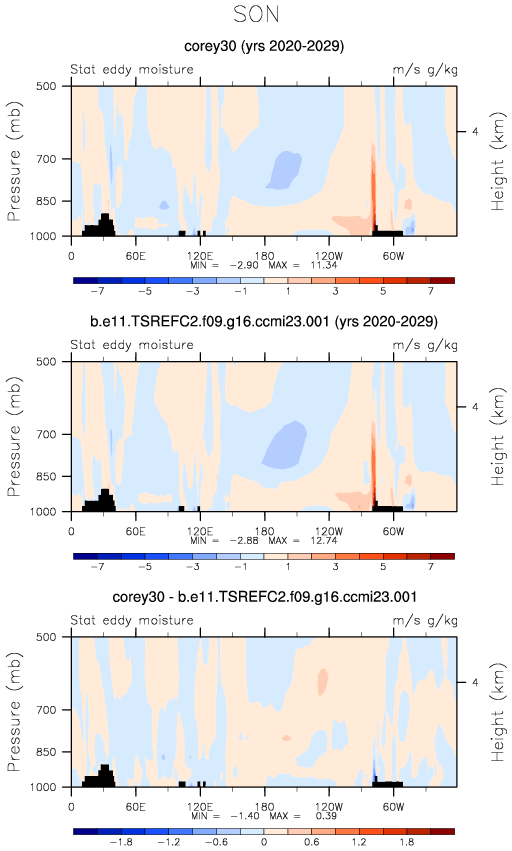 SON
corey30 (yrs 2020-2029)
Stat eddy moisture m/s g/kg
500
700
850
1000
Pressure (mb)
4
Height (km)
0 60E 120E 180 120W 60W
MIN = -2.90 MAX = 11.34
-7 -5 -3 -1 1 3 5 7
b.e11.TSREFC2.f09.g16.ccmi23.001 (yrs 2020-2029)
Stat eddy moisture m/s g/kg
500
700
850
1000
Pressure (mb)
4
Height (km)
0 60E 120E 180 120W 60W
MIN = -2.88 MAX = 12.74
-7 -5 -3 -1 1 3 5 7
corey30 - b.e11.TSREFC2.f09.g16.ccmi23.001
Stat eddy moisture m/s g/kg
500
700
850
1000
Pressure (mb)
4
Height (km)
0 60E 120E 180 120W 60W
MIN = -1.40 MAX = 0.39
-1.8 -1.2 -0.6 0 0.6 1.2 1.8